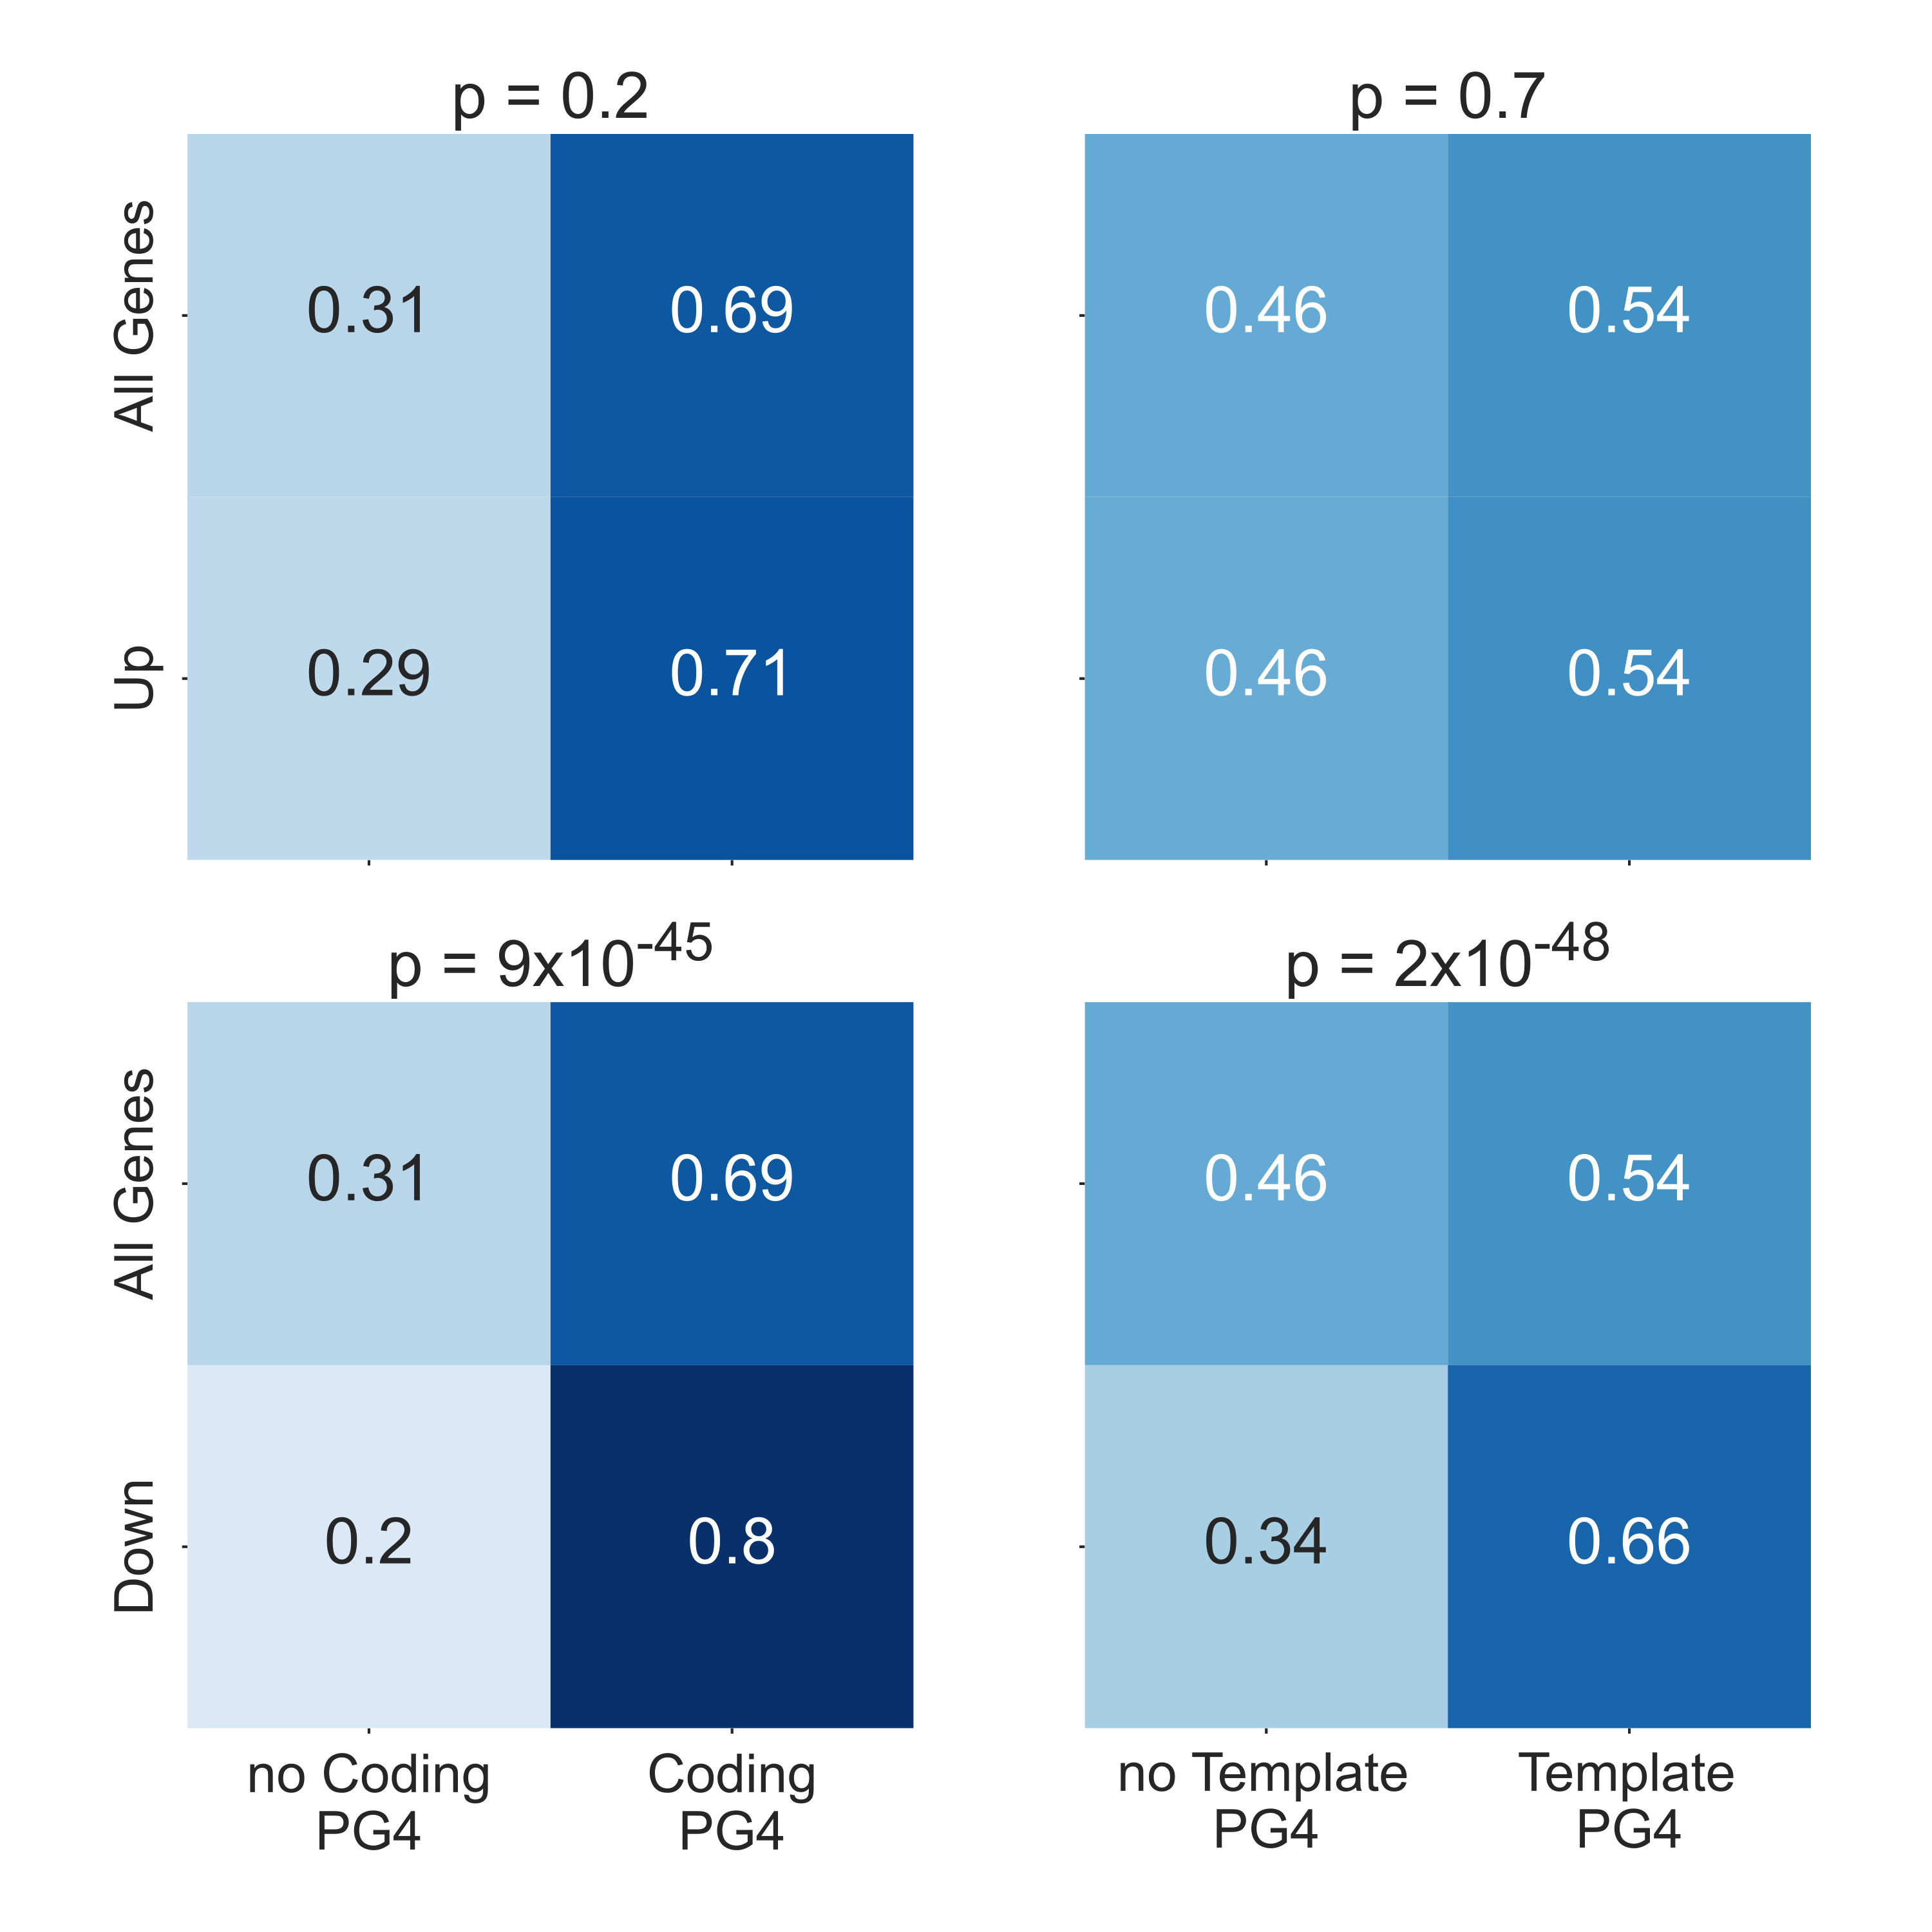 p = 0.2
p = 0.7
All Genes
0.31
0.69
0.46
0.54
Up
0.29
0.71
0.46
0.54
p = 9x10⁻⁴⁵
p = 2x10⁻⁴⁸
All Genes
0.31
0.69
0.46
0.54
Down
0.2
0.8
0.34
0.66
no Coding
PG4
Coding
PG4
no Template
PG4
Template
PG4